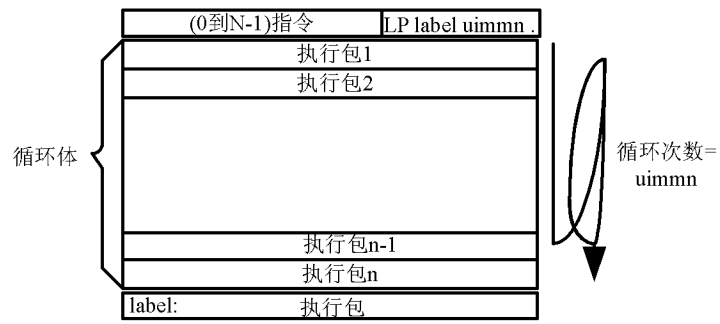 (0到N-1)指令 LP label uimmn .
执行包1
执行包2
循环体
循环次数=
uimmn
执行包n-1
执行包n
label: 执行包